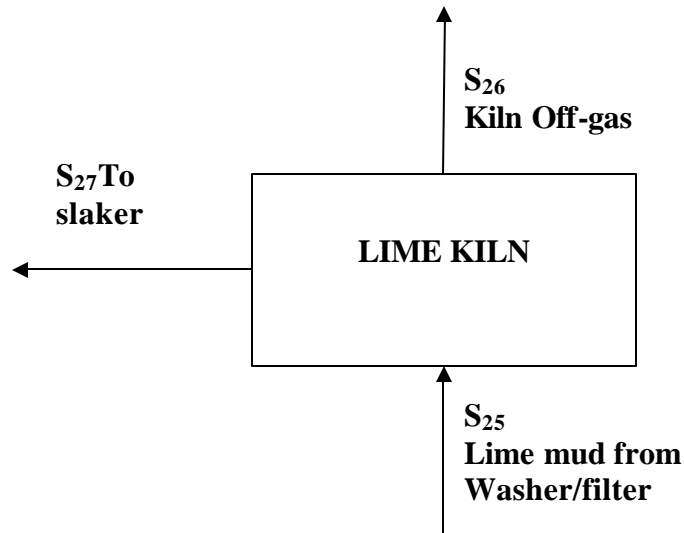 S₂₆
Kiln Off-gas
S₂₇To
slaker
LIME KILN
S₂₅
Lime mud from
Washer/filter